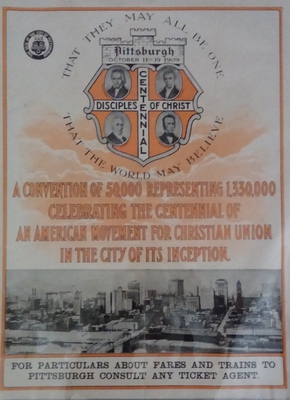 THAT THEY MAY ALL BE ONE
Pittsburgh
OCTOBER 11TH 19 1909
CENTENNIAL
DISCIPLES OF CHRIST
THAT THE WORLD MAY BELIEVE
A CONVENTION OF 50,000 REPRESENTING 1,330,000
CELEBRATING THE CENTENNIAL OF
AN AMERICAN MOVEMENT FOR CHRISTIAN UNION
IN THE CITY OF ITS INCEPTION.
FOR PARTICULARS ABOUT FARES AND TRAINS TO
PITTSBURGH CONSULT ANY TICKET AGENT.